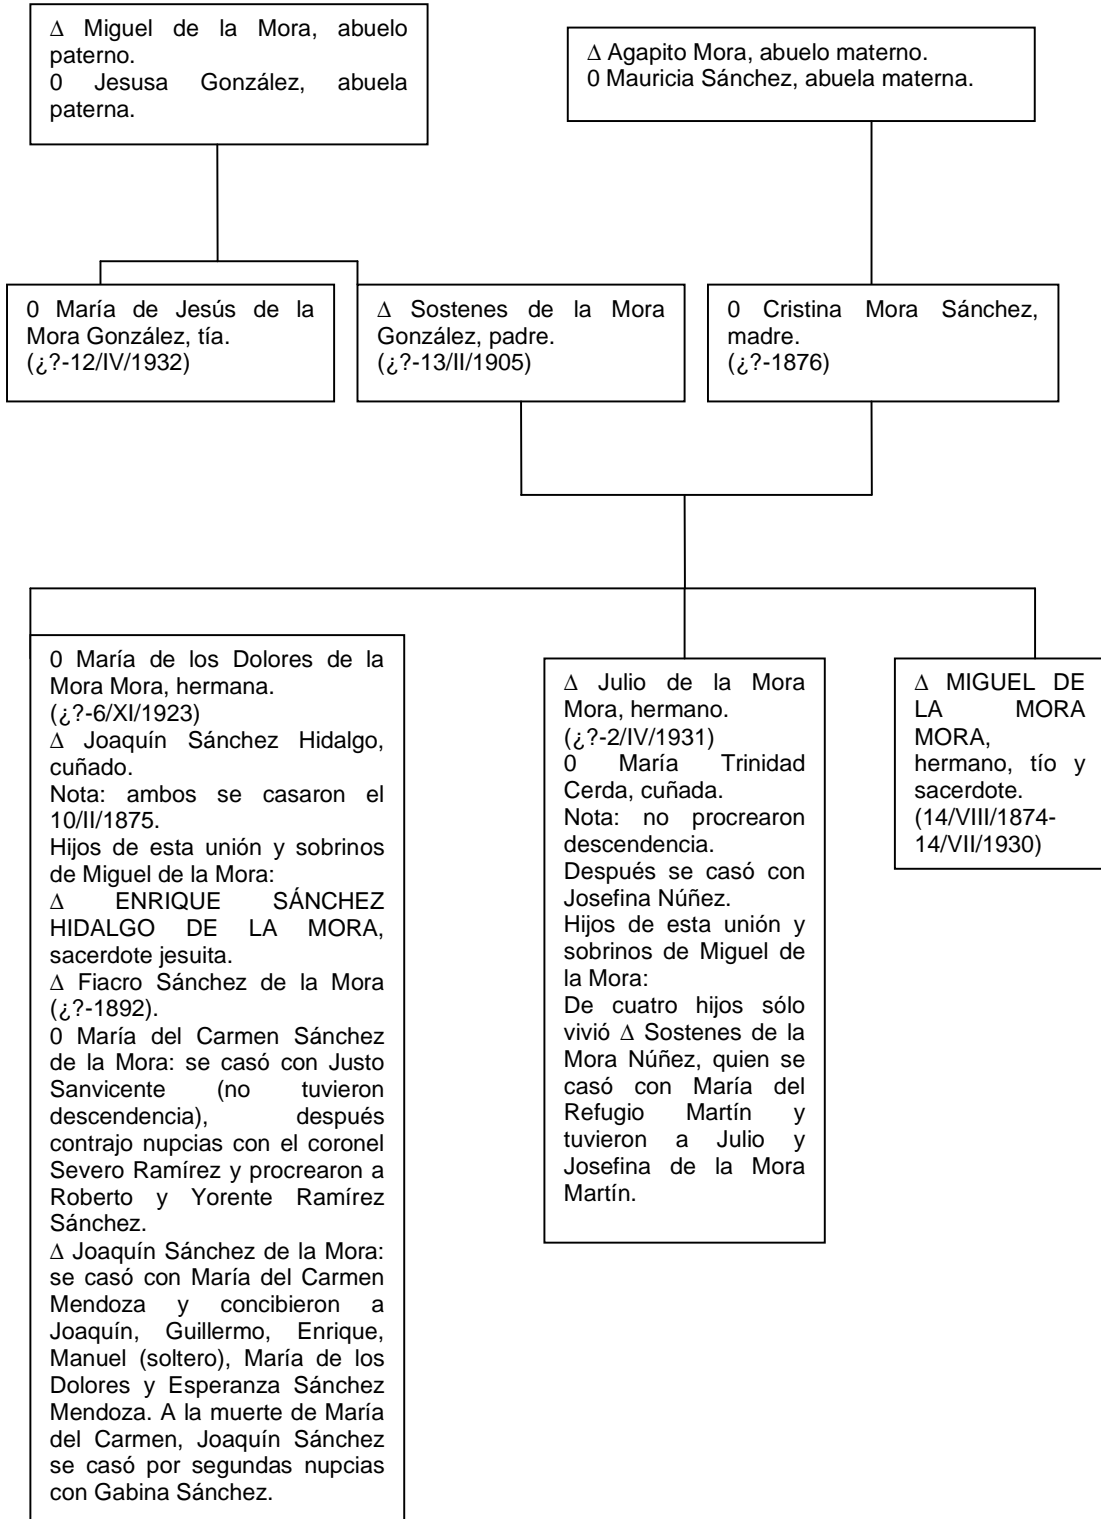 ∆ Miguel de la Mora, abuelo
paterno.
0 Jesusa González, abuela
paterna.
∆ Agapito Mora, abuelo materno.
0 Mauricia Sánchez, abuela materna.
0 María de Jesús de la
Mora González, tía.
(¿?-12/IV/1932)
∆ Sostenes de la Mora
González, padre.
(¿?-13/II/1905)
0 Cristina Mora Sánchez,
madre.
(¿?-1876)
0 María de los Dolores de la
Mora Mora, hermana.
(¿?-6/XI/1923)
∆ Joaquín Sánchez Hidalgo,
cuñado.
Nota: ambos se casaron el
10/II/1875.
Hijos de esta unión y sobrinos
de Miguel de la Mora:
∆ ENRIQUE SÁNCHEZ
HIDALGO DE LA MORA,
sacerdote jesuita.
∆ Fiacro Sánchez de la Mora
(¿?-1892).
0 María del Carmen Sánchez
de la Mora: se casó con Justo
Sanvicente (no tuvieron
descendencia), después
contrajo nupcias con el coronel
Severo Ramírez y procrearon a
Roberto y Yorente Ramírez
Sánchez.
∆ Joaquín Sánchez de la Mora:
se casó con María del Carmen
Mendoza y concibieron a
Joaquín, Guillermo, Enrique,
Manuel (soltero), María de los
Dolores y Esperanza Sánchez
Mendoza. A la muerte de María
del Carmen, Joaquín Sánchez
se casó por segundas nupcias
con Gabina Sánchez.
∆ Julio de la Mora
Mora, hermano.
(¿?-2/IV/1931)
0 María Trinidad
Cerda, cuñada.
Nota: no procrearon
descendencia.
Después se casó con
Josefina Núñez.
Hijos de esta unión y
sobrinos de Miguel de
la Mora:
De cuatro hijos sólo
vivió ∆ Sostenes de la
Mora Núñez, quien se
casó con María del
Refugio Martín y
tuvieron a Julio y
Josefina de la Mora
Martín.
∆ MIGUEL DE
LA MORA
MORA,
hermano, tío y
sacerdote.
(14/VIII/1874-
14/VII/1930)